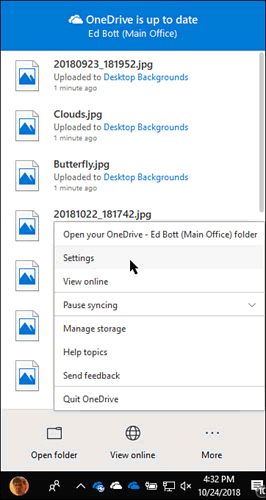 OneDrive is up to date
Ed Bott (Main Office)
20180923_181952.jpg
Uploaded to Desktop Backgrounds
1 minute ago
Clouds.jpg
Uploaded to Desktop Backgrounds
1 minute ago
Butterfly.jpg
Uploaded to Desktop Backgrounds
1 minute ago
20181022_181742.jpg
Open your OneDrive - Ed Bott (Main Office) folder
Settings
View online
Pause syncing
Manage storage
Help topics
Send feedback
Quit OneDrive
Open folder
View online
More
4:32 PM
10/24/2018